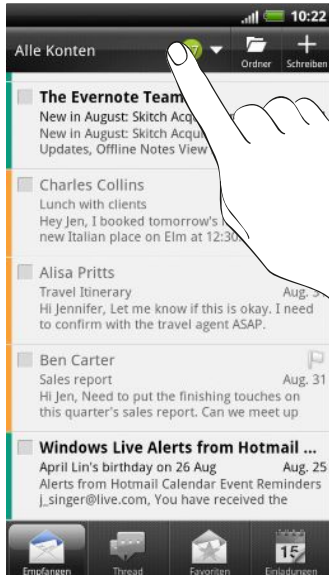 10:22
Alle Konten
Ordner
Schreiben
The Evernote Team
New in August: Skitch
New in August: Skitch
Updates, Offline Notes View
Charles Collins
Lunch with clients
Hey Jen, I booked tomorrow's
new Italian place on Elm at 12:30.
Alisa Pritts
Travel Itinerary Aug. 31
Hi Jennifer, Let me know if this is okay. I need
to confirm with the travel agent ASAP.
Ben Carter
Sales report Aug. 31
Hi Jen, Need to put the finishing touches on
this quarter's sales report. Can we meet up
Windows Live Alerts from Hotmail ...
April Lin's birthday on 26 Aug Aug. 25
Alerts from Hotmail Calendar Event Reminders
j_singer@live.com, You have received the
15
Empfangen Thread Favoriten Einladungen